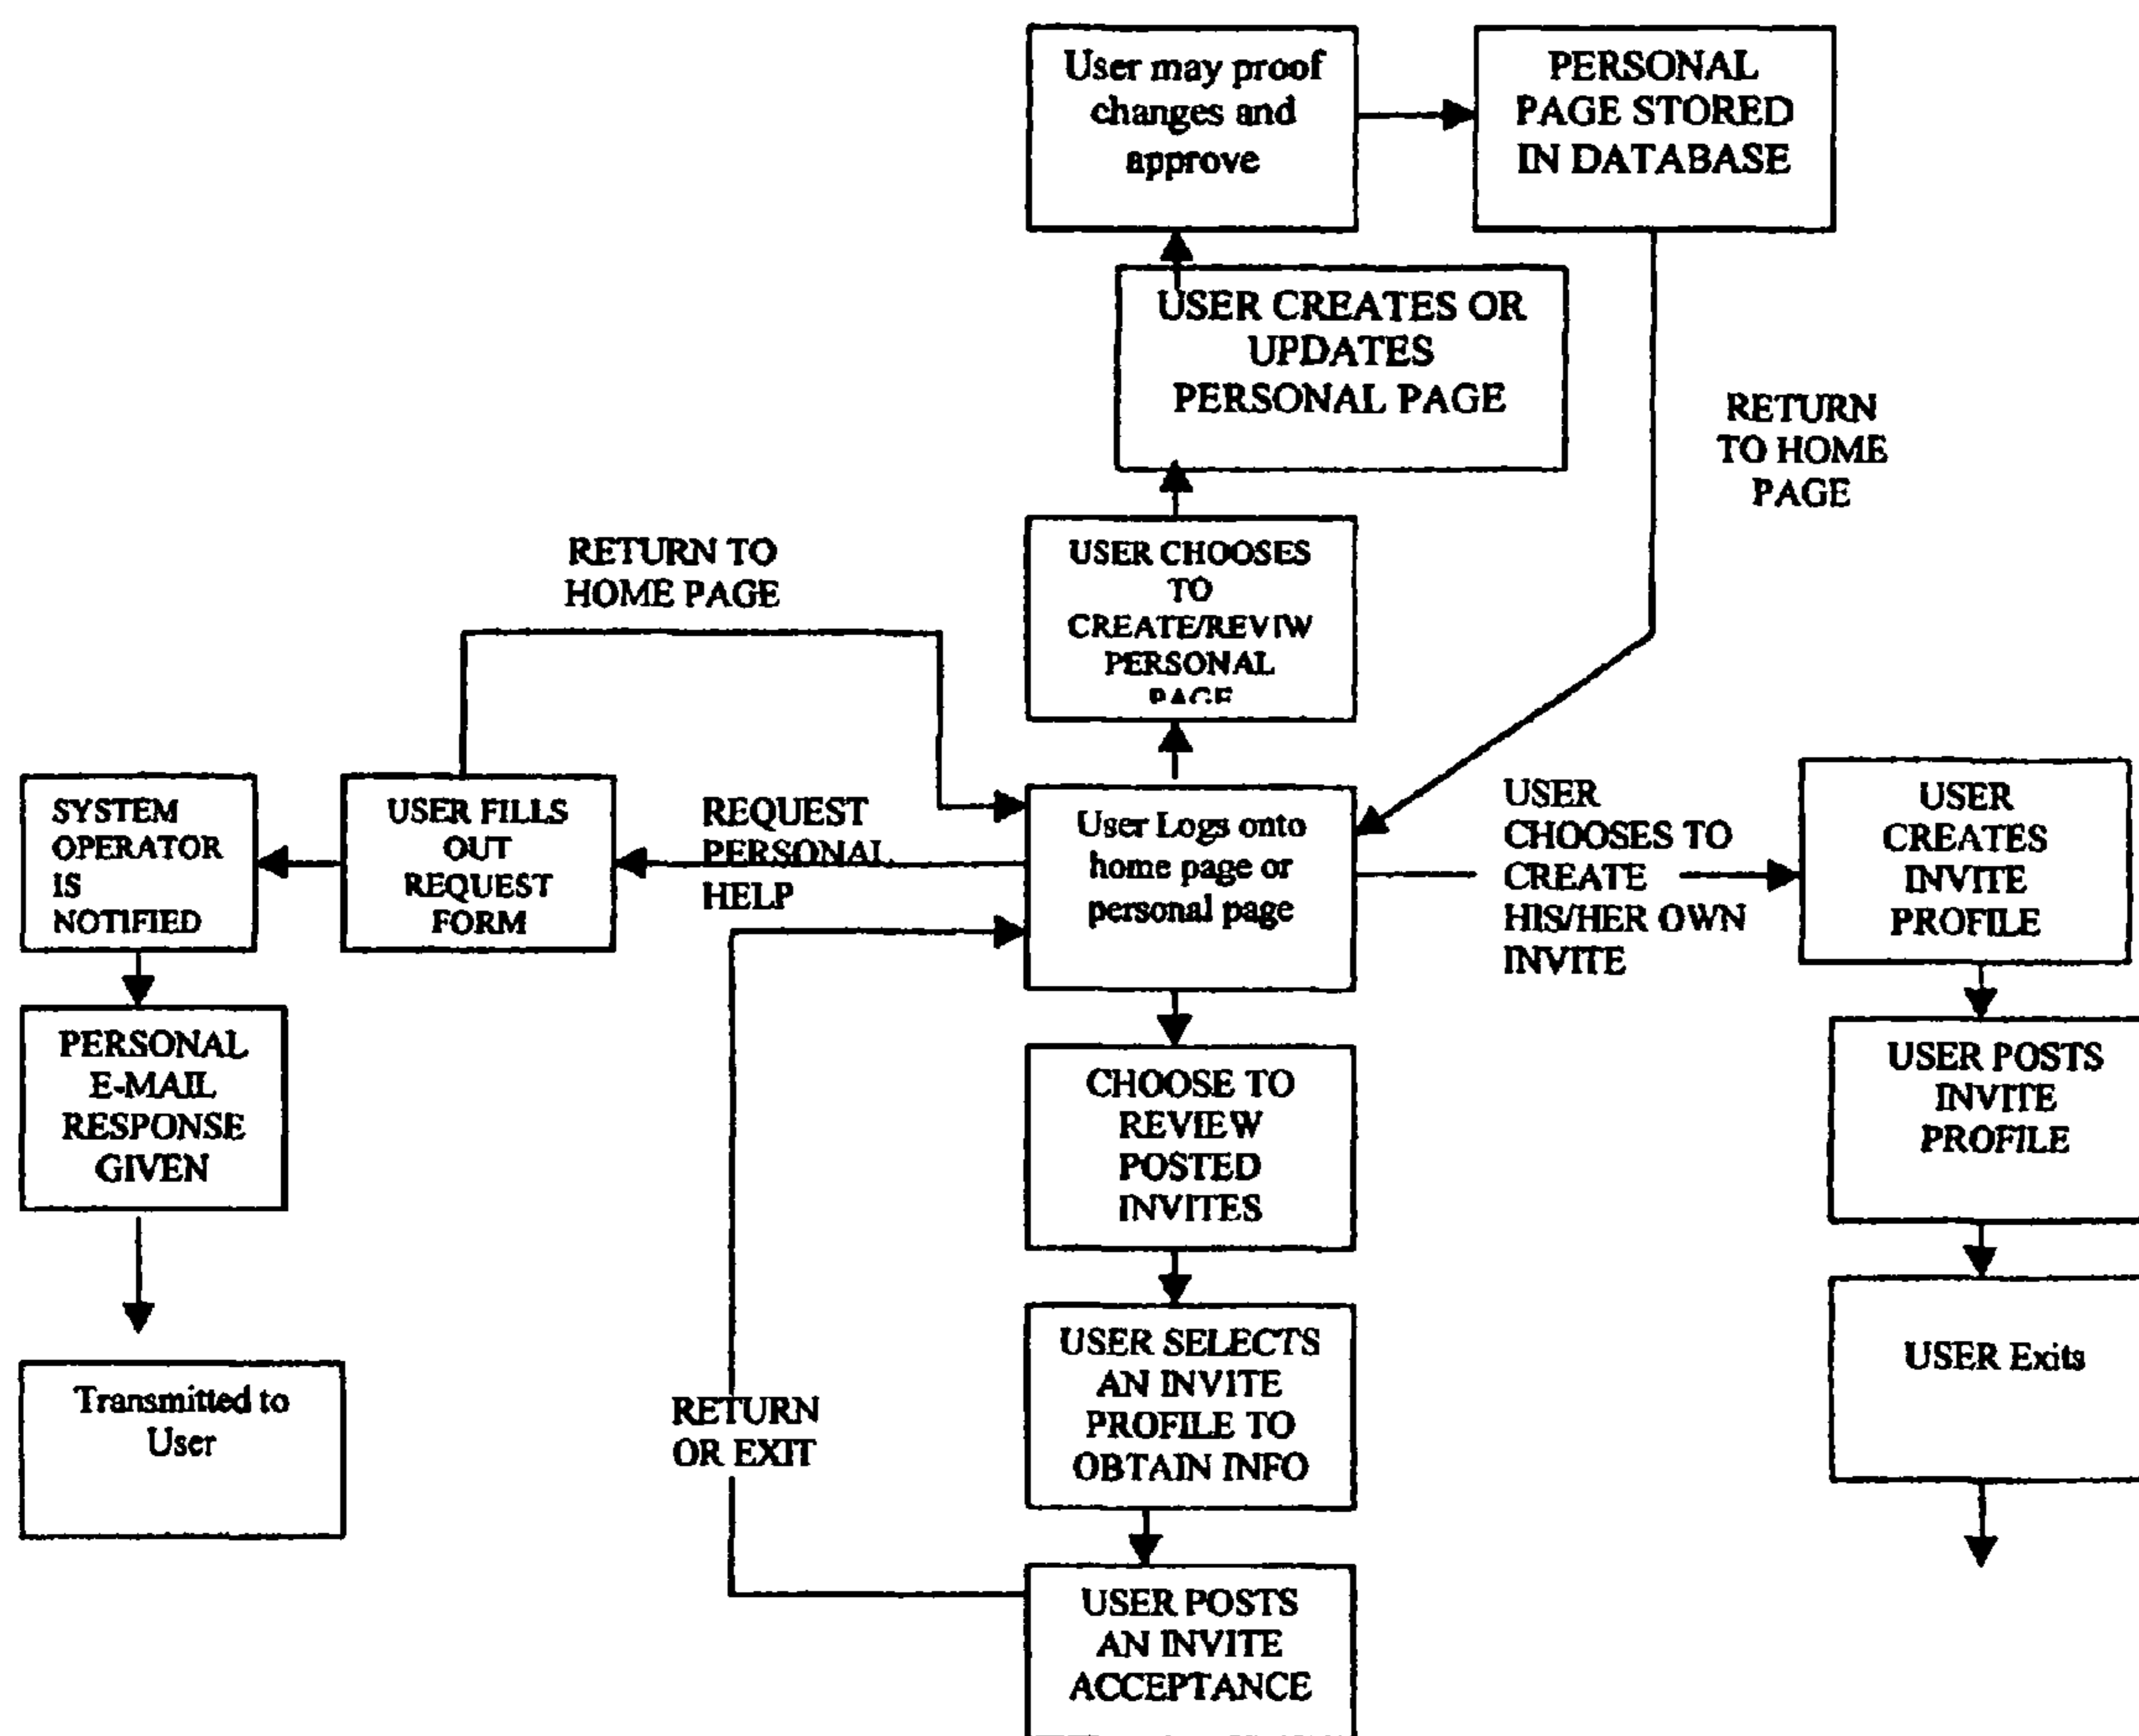 User may proof
changes and
approve
PERSONAL
PAGE STORED
IN DATABASE
USER CREATES OR
UPDATES
PERSONAL PAGE
RETURN
TO HOME
PAGE
RETURN TO
HOME PAGE
USER CHOOSES
TO
CREATE/REVIW
PERSONAL
PAGE
SYSTEM
OPERATOR
IS
NOTIFIED
USER FILLS
OUT
REQUEST
FORM
REQUEST
PERSONAL
HELP
User Logs onto
home page or
personal page
USER
CHOOSES TO
CREATE
HIS/HER OWN
INVITE
USER
CREATES
INVITE
PROFILE
PERSONAL
E-MAIL
RESPONSE
GIVEN
CHOOSE TO
REVIEW
POSTED
INVITES
USER POSTS
INVITE
PROFILE
Transmitted to
User
RETURN
OR EXIT
USER SELECTS
AN INVITE
PROFILE TO
OBTAIN INFO
USER Exits
USER POSTS
AN INVITE
ACCEPTANCE